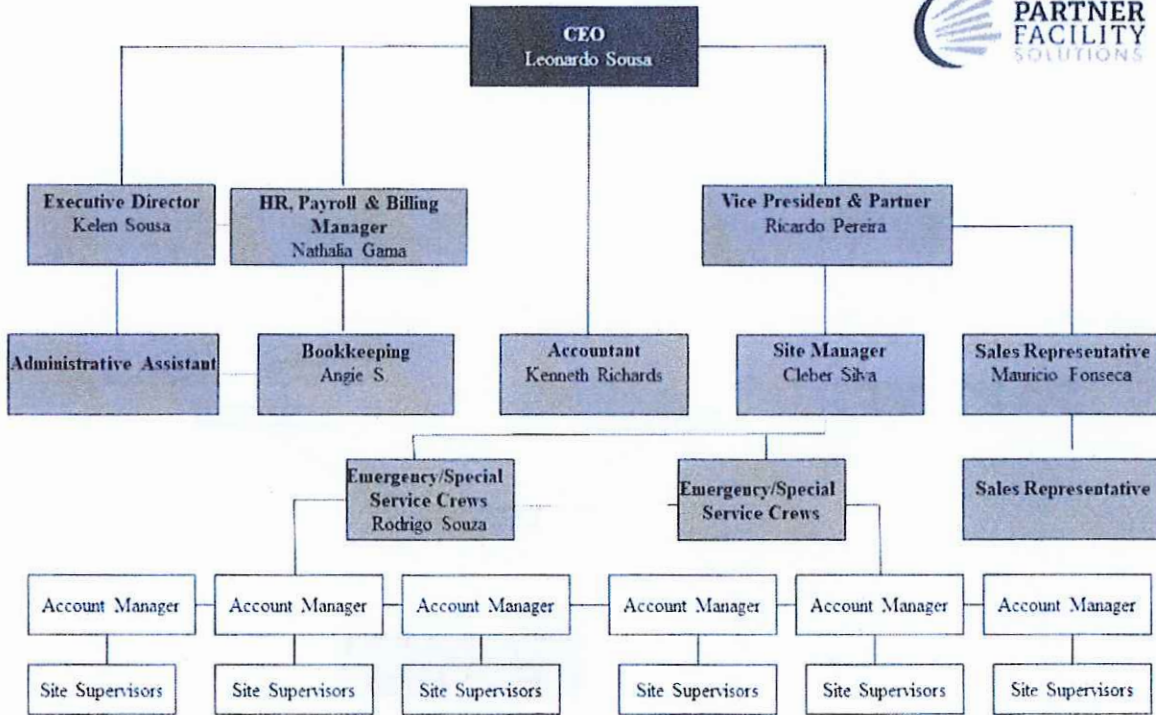 PARTNER
FACILITY
SOLUTIONS
CEO
Leonardo Sousa
Executive Director
Kelen Sousa
HR, Payroll & Billing
Manager
Nathalia Gama
Vice President & Partner
Ricardo Pereira
Administrative Assistant
Bookkeeping
Angie S.
Accountant
Kenneth Richards
Site Manager
Cleber Silva
Sales Representative
Mauricio Fonseca
Emergency/Special
Service Crews
Rodrigo Souza
Emergency/Special
Service Crews
Sales Representative
Account Manager
Account Manager
Account Manager
Account Manager
Account Manager
Account Manager
Site Supervisors
Site Supervisors
Site Supervisors
Site Supervisors
Site Supervisors
Site Supervisors